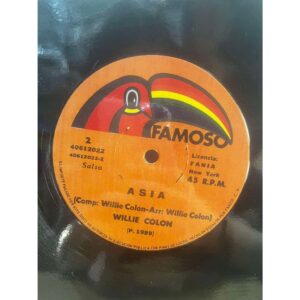 FAMOSO
2
40612022
40612022-2
Salsa
Licencia:
FANIA
New York
45 R.P.M.
ASIA
(Comp: Willie Colon-Arr: Willie Colon)
WILLIE COLON
(P. 1989)